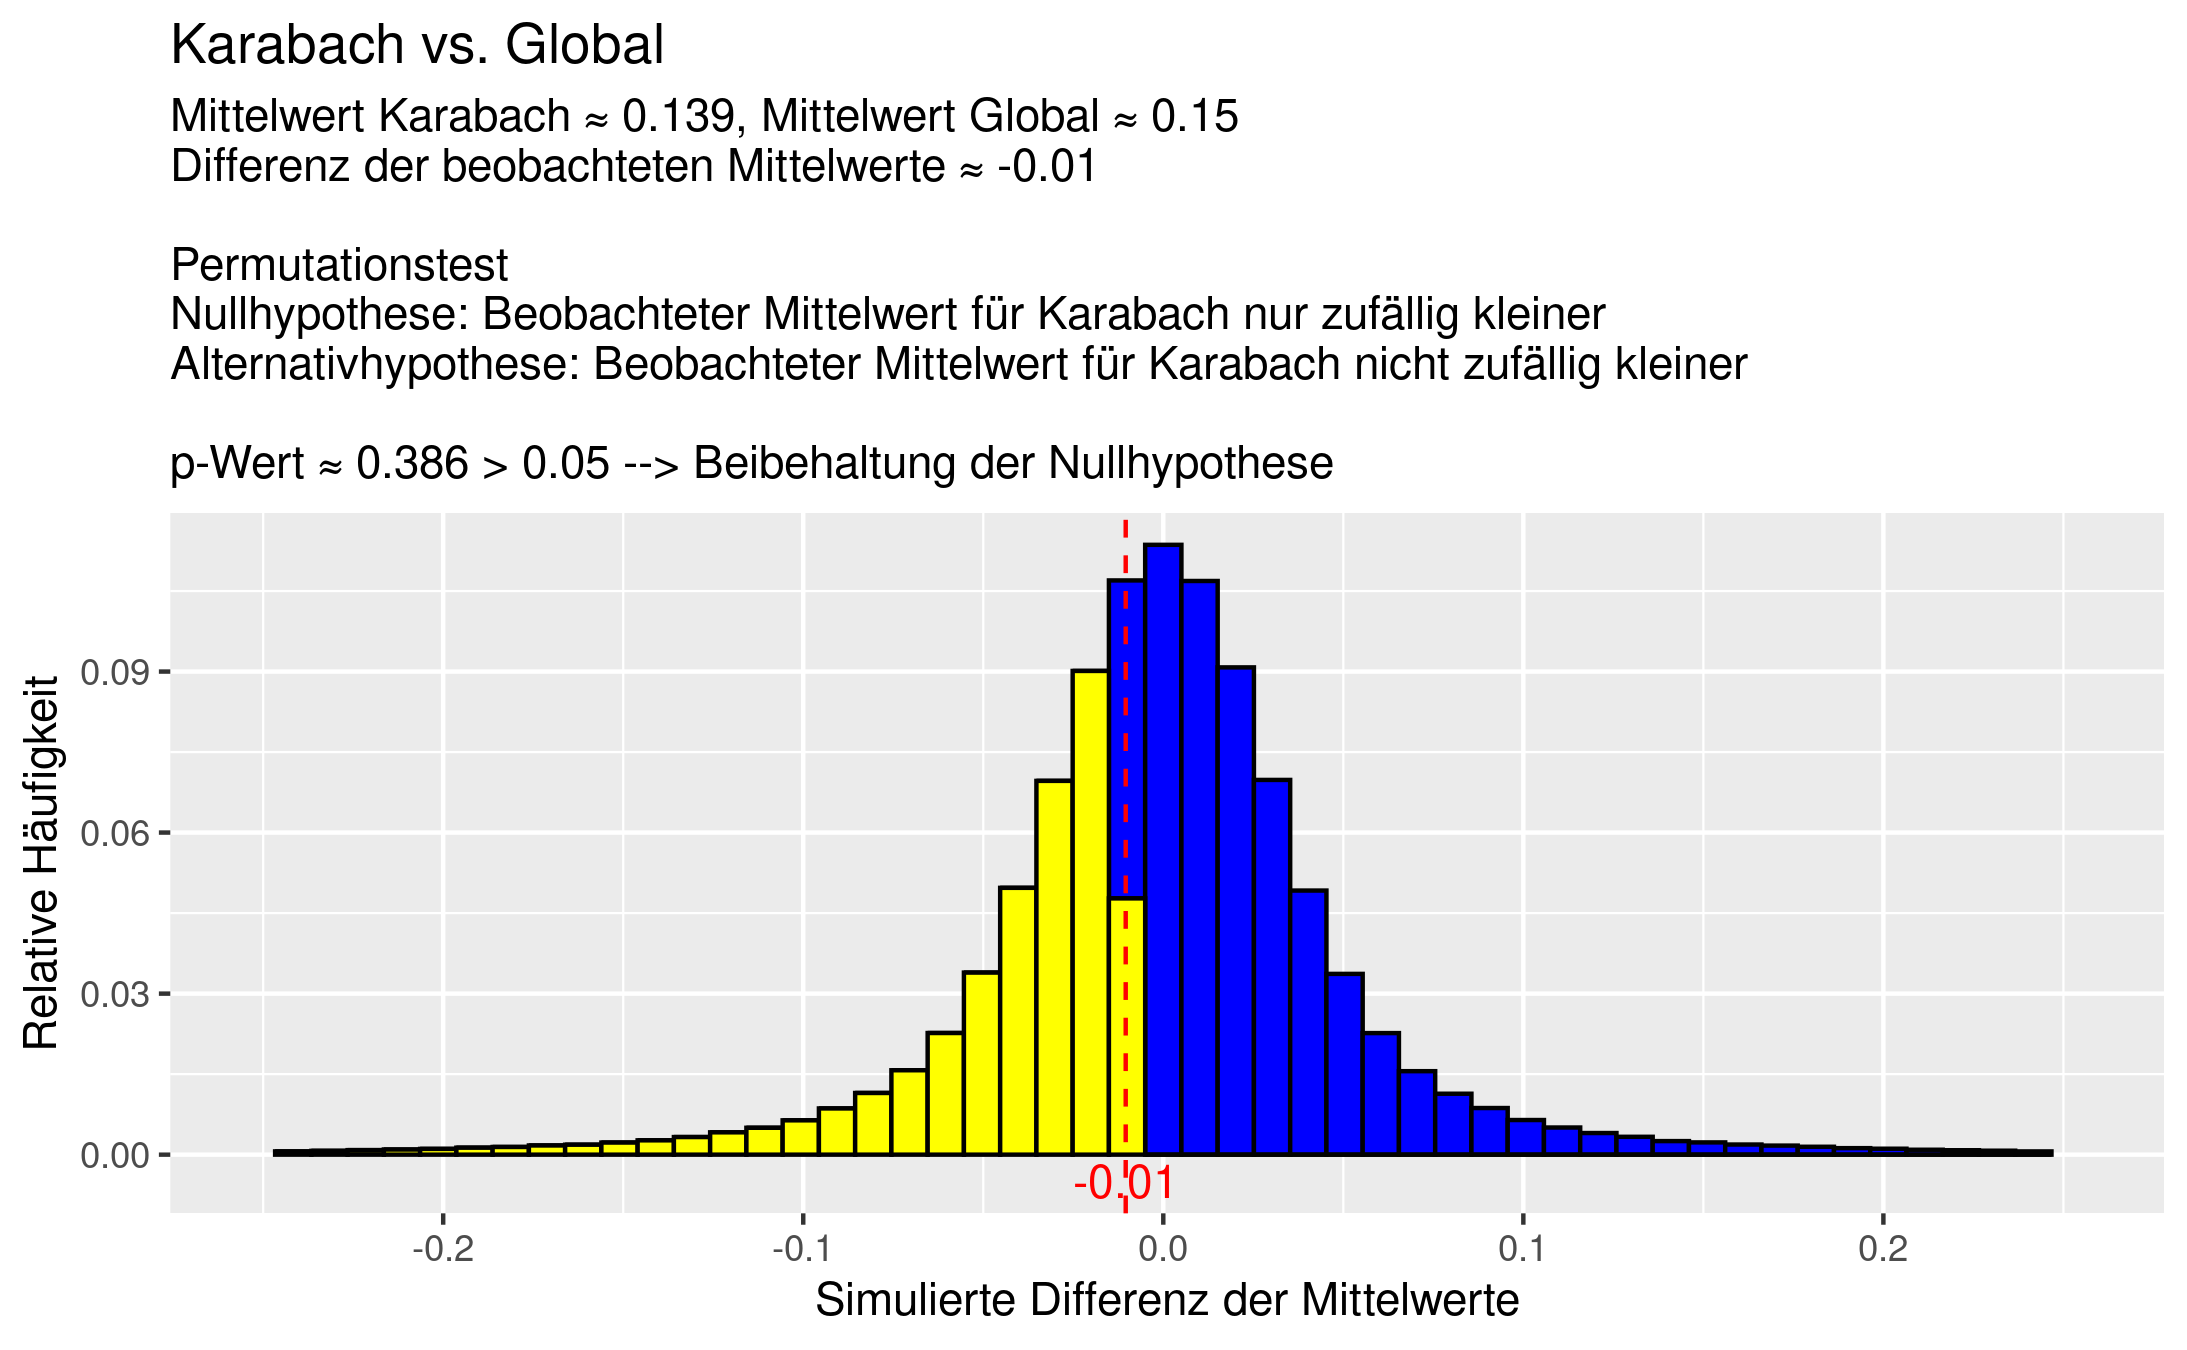 Karabach vs. Global
Mittelwert Karabach ≈ 0.139, Mittelwert Global ≈ 0.15
Differenz der beobachteten Mittelwerte ≈ -0.01
Permutationstest
Nullhypothese: Beobachteter Mittelwert für Karabach nur zufällig kleiner
Alternativhypothese: Beobachteter Mittelwert für Karabach nicht zufällig kleiner
p-Wert ≈ 0.386 > 0.05 --> Beibehaltung der Nullhypothese
Relative Häufigkeit
0.09
0.06
0.03
0.00
-0.01
-0.2
-0.1
0.0
0.1
0.2
Simulierte Differenz der Mittelwerte